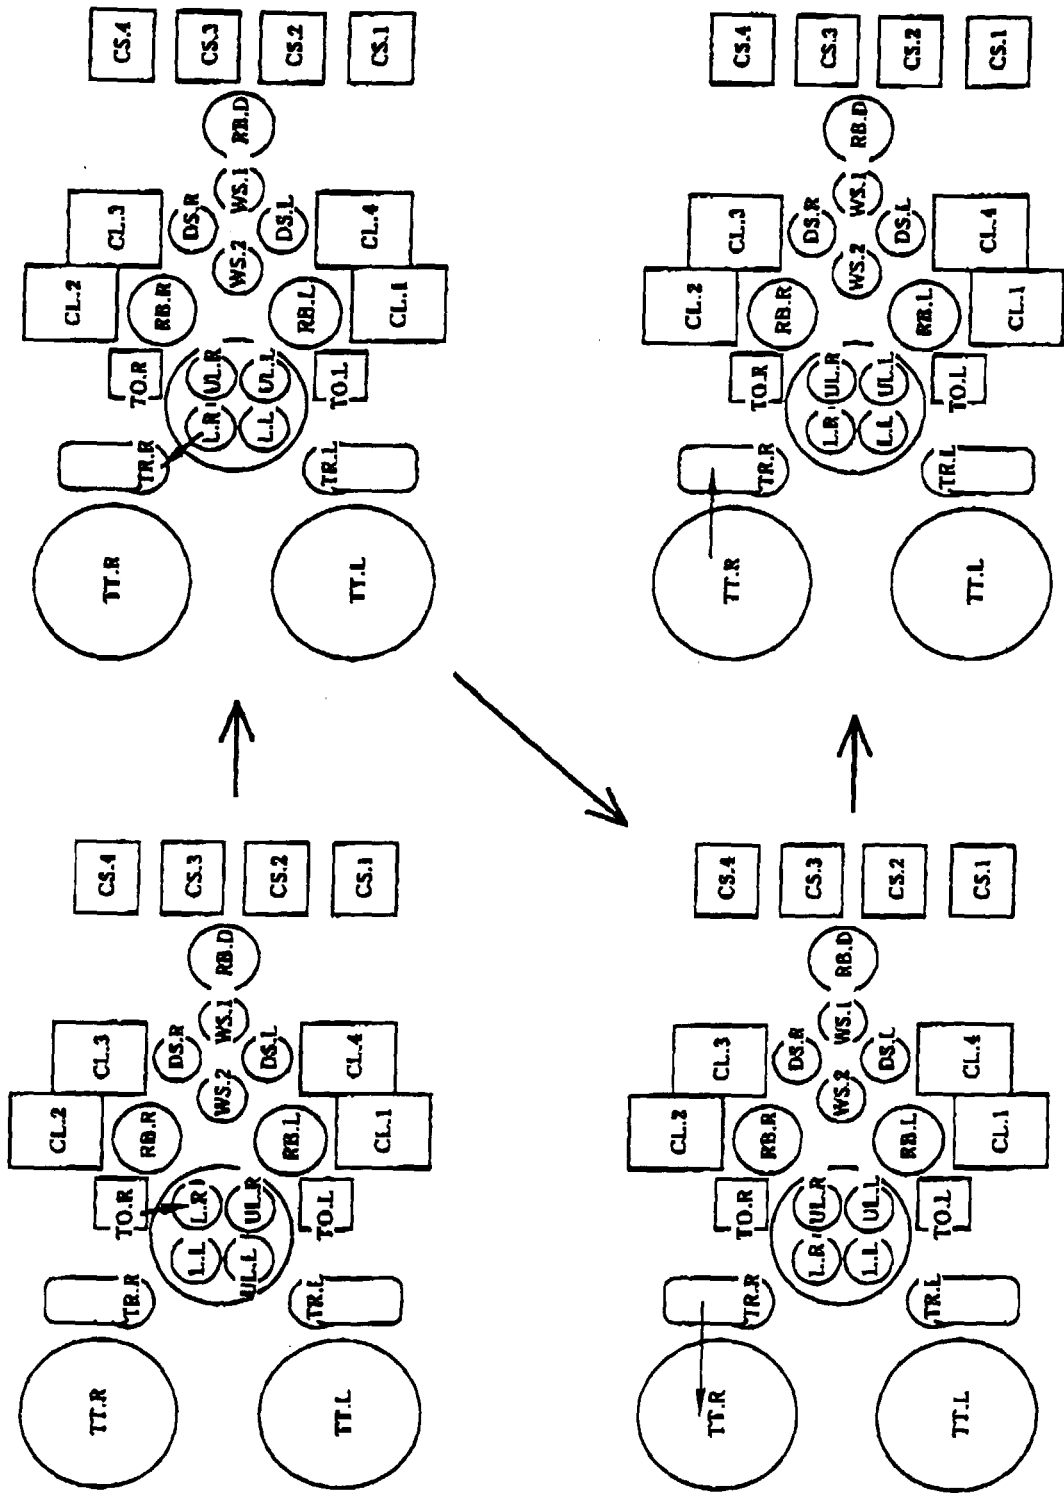 CL.2
TT.R
CL.3
CS.4
TO.R
TR.R
RB.R
DS.R
L.L
L.R
CS.3
WS.2
WS.1
RB.D
UL.L
UL.R
DS.L
CS.2
RB.L
TR.L
TO.L
TT.L
CL.4
CS.1
CL.1
CL.2
TT.R
CL.3
CS.4
TO.R
TR.R
RB.R
DS.R
L.R
UL.R
CS.3
WS.2
WS.1
RB.D
L.L
UL.L
DS.L
CS.2
RB.L
TR.L
TO.L
TT.L
CL.4
CS.1
CL.1
CL.2
TT.R
CL.3
CS.4
TO.R
TR.R
RB.R
DS.R
L.R
UL.R
CS.3
WS.2
WS.1
RB.D
L.L
UL.L
DS.L
CS.2
RB.L
TR.L
TO.L
TT.L
CL.4
CS.1
CL.1
CL.2
TT.R
CL.3
CS.4
TO.R
TR.R
RB.R
DS.R
L.R
UL.R
CS.3
WS.2
WS.1
RB.D
L.L
UL.L
DS.L
CS.2
RB.L
TR.L
TO.L
TT.L
CL.4
CS.1
CL.1